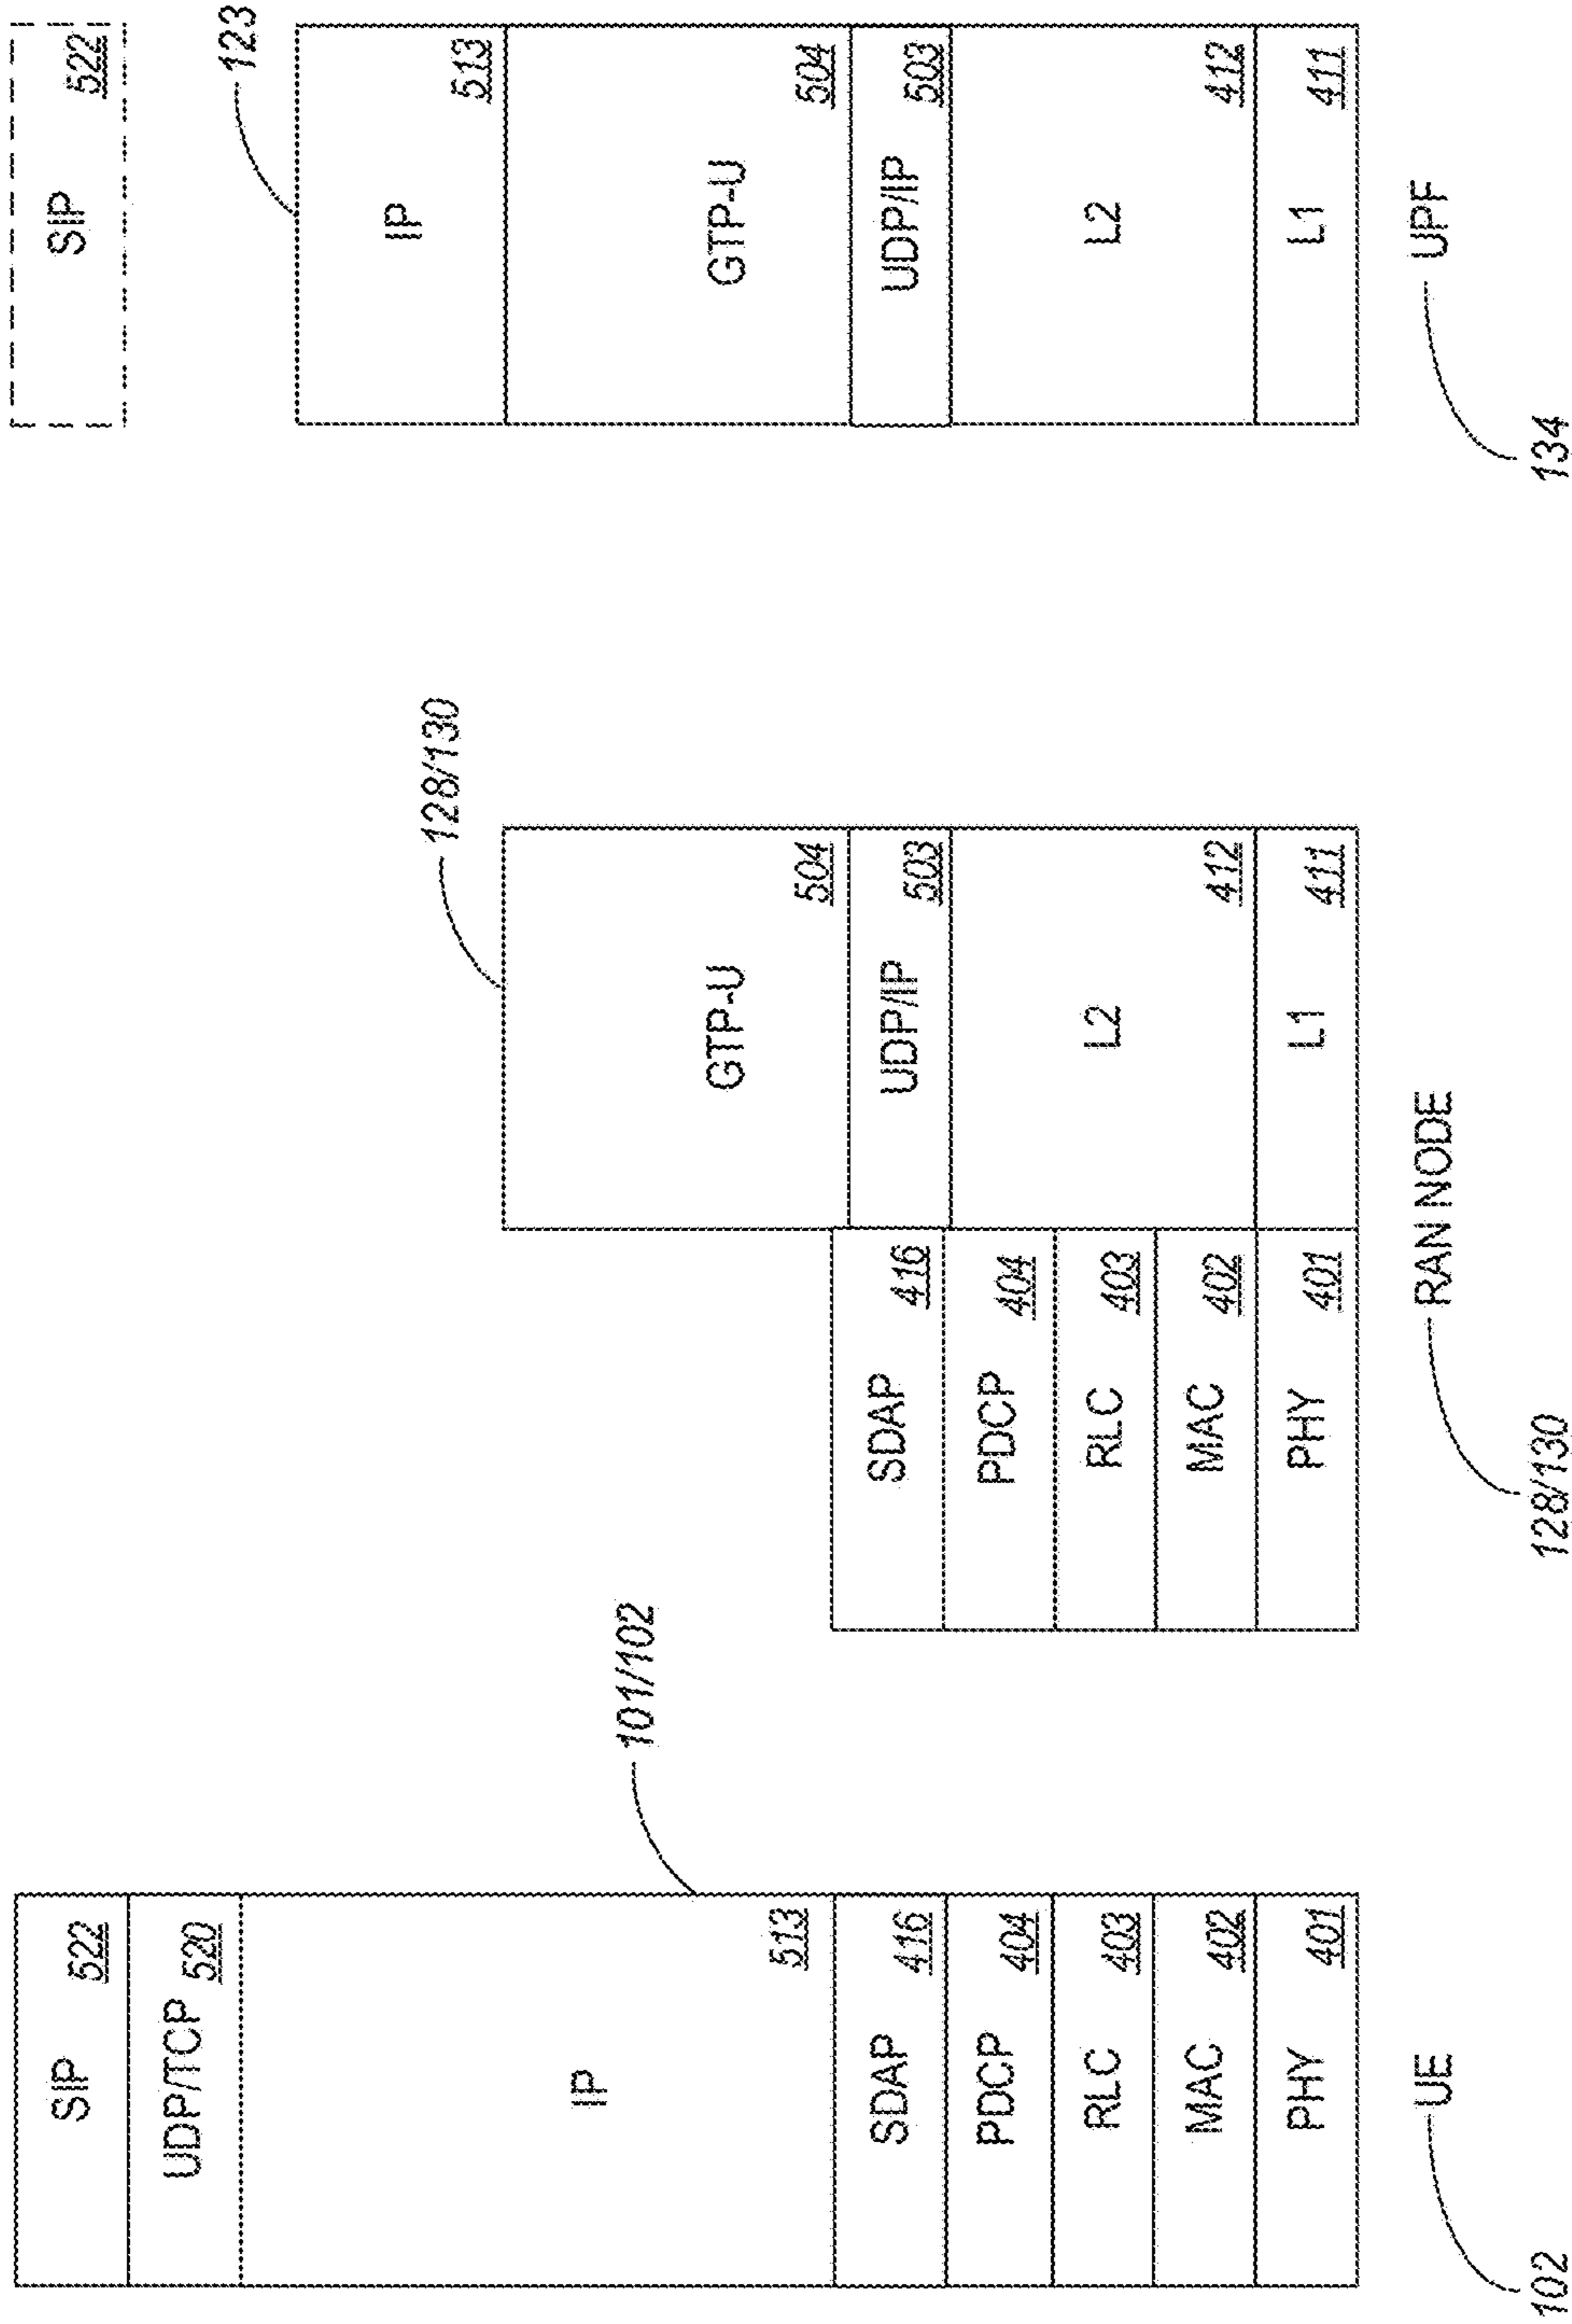 SIP 522
UDP/TCP 520
IP 513
SDAP 416
PDCP 404
RLC 403
MAC 402
PHY 401
101/102
UE
102
SDAP 416
PDCP 404
RLC 403
MAC 402
PHY 401
GTP-U 504
UDP/IP 503
L2 412
L1 411
128/130
RAN NODE
128/130
SIP 522
123
IP 513
GTP-U 504
UDP/IP 503
L2 412
L1 411
UPF
134